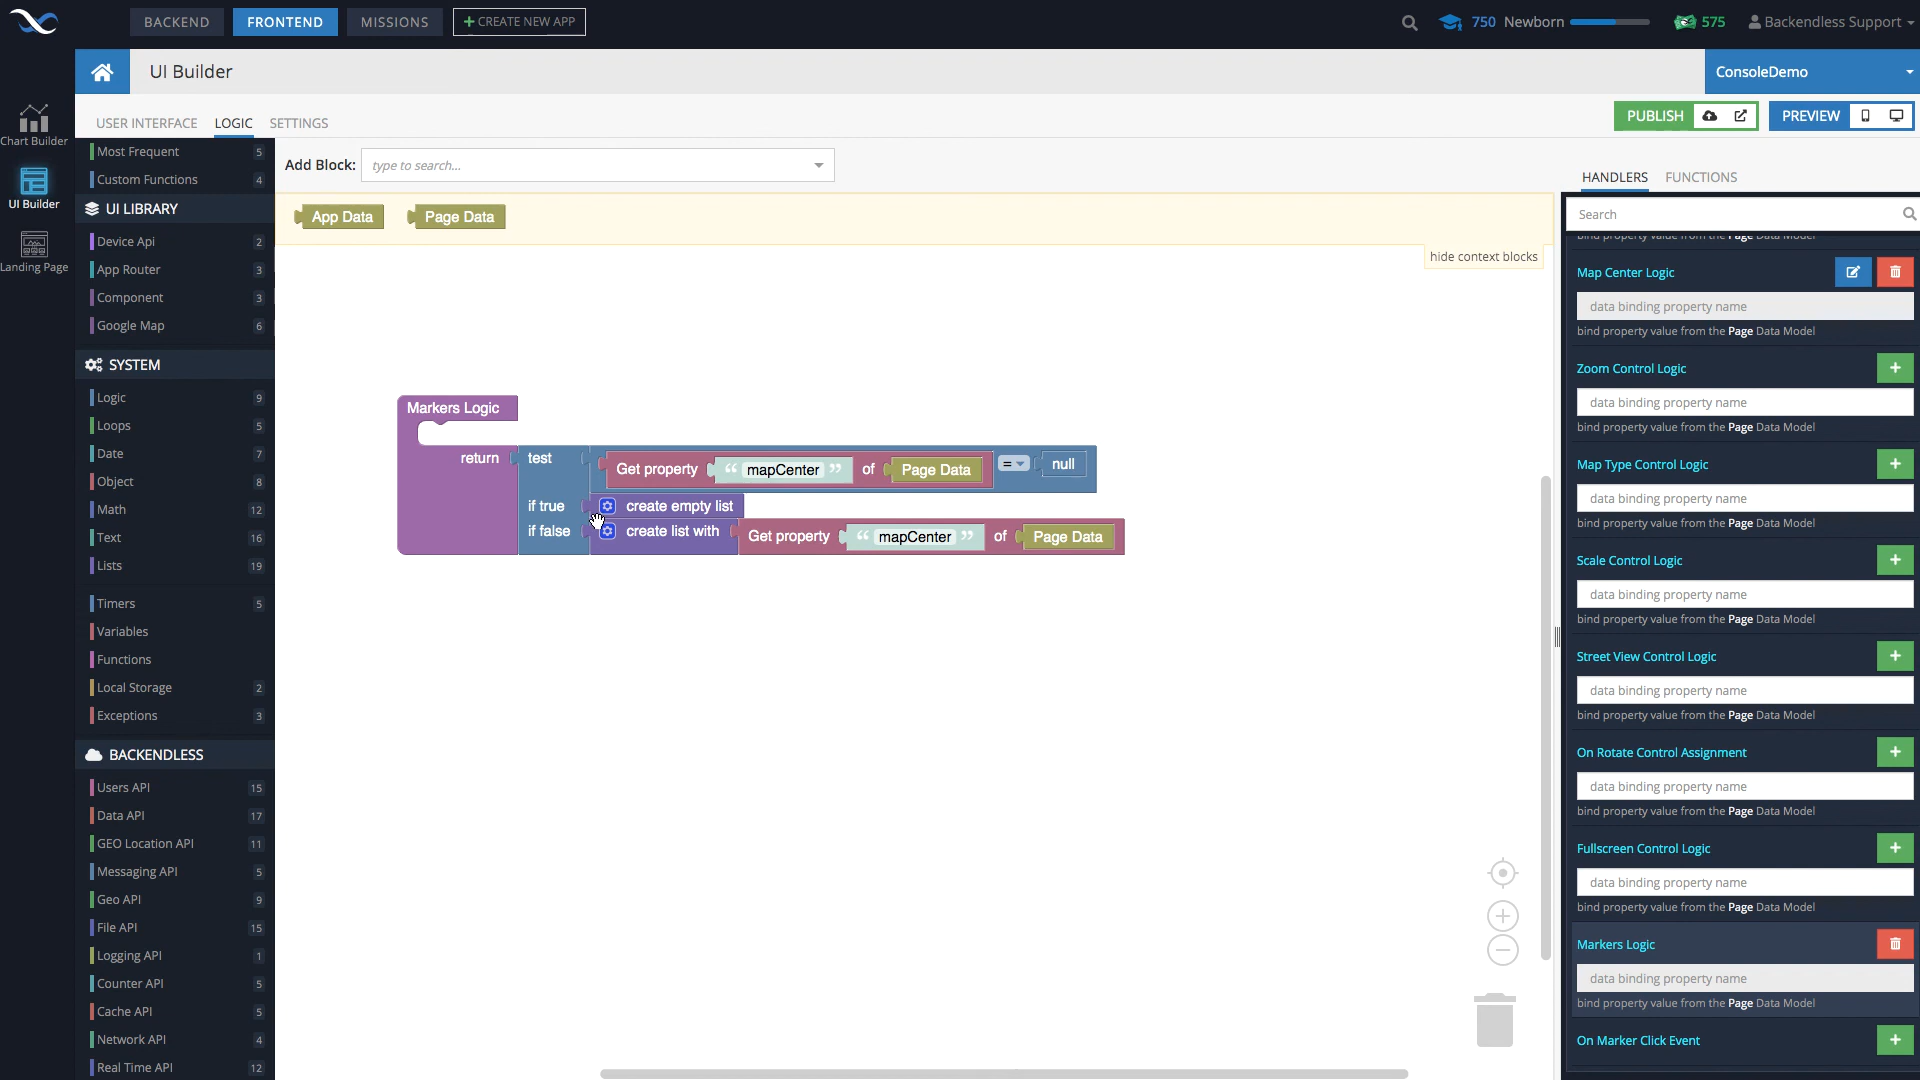 BACKEND
FRONTEND
MISSIONS
+ CREATE NEW APP
750 Newborn
575
Backendless Support
UI Builder
ConsoleDemo
Chart Builder
UI Builder
Landing Page
USER INTERFACE
LOGIC
SETTINGS
PUBLISH
PREVIEW
Most Frequent 5
Custom Functions 4
UI LIBRARY
Device Api 2
App Router 3
Component 3
Google Map 6
SYSTEM
Logic 9
Loops 5
Date 7
Object 8
Math 12
Text 16
Lists 19
Timers 5
Variables
Functions
Local Storage 2
Exceptions 3
BACKENDLESS
Users API 15
Data API 17
GEO Location API 11
Messaging API 5
Geo API 9
File API 15
Logging API 1
Counter API 5
Cache API 5
Network API 4
Real Time API 12
Add Block: type to search...
App Data
Page Data
hide context blocks
Markers Logic
return test Get property “ mapCenter ” of Page Data = null
if true create empty list
if false create list with Get property “ mapCenter ” of Page Data
HANDLERS
FUNCTIONS
Search
bind property value from the Page Data Model
Map Center Logic
data binding property name
bind property value from the Page Data Model
Zoom Control Logic
data binding property name
bind property value from the Page Data Model
Map Type Control Logic
data binding property name
bind property value from the Page Data Model
Scale Control Logic
data binding property name
bind property value from the Page Data Model
Street View Control Logic
data binding property name
bind property value from the Page Data Model
On Rotate Control Assignment
data binding property name
bind property value from the Page Data Model
Fullscreen Control Logic
data binding property name
bind property value from the Page Data Model
Markers Logic
data binding property name
bind property value from the Page Data Model
On Marker Click Event